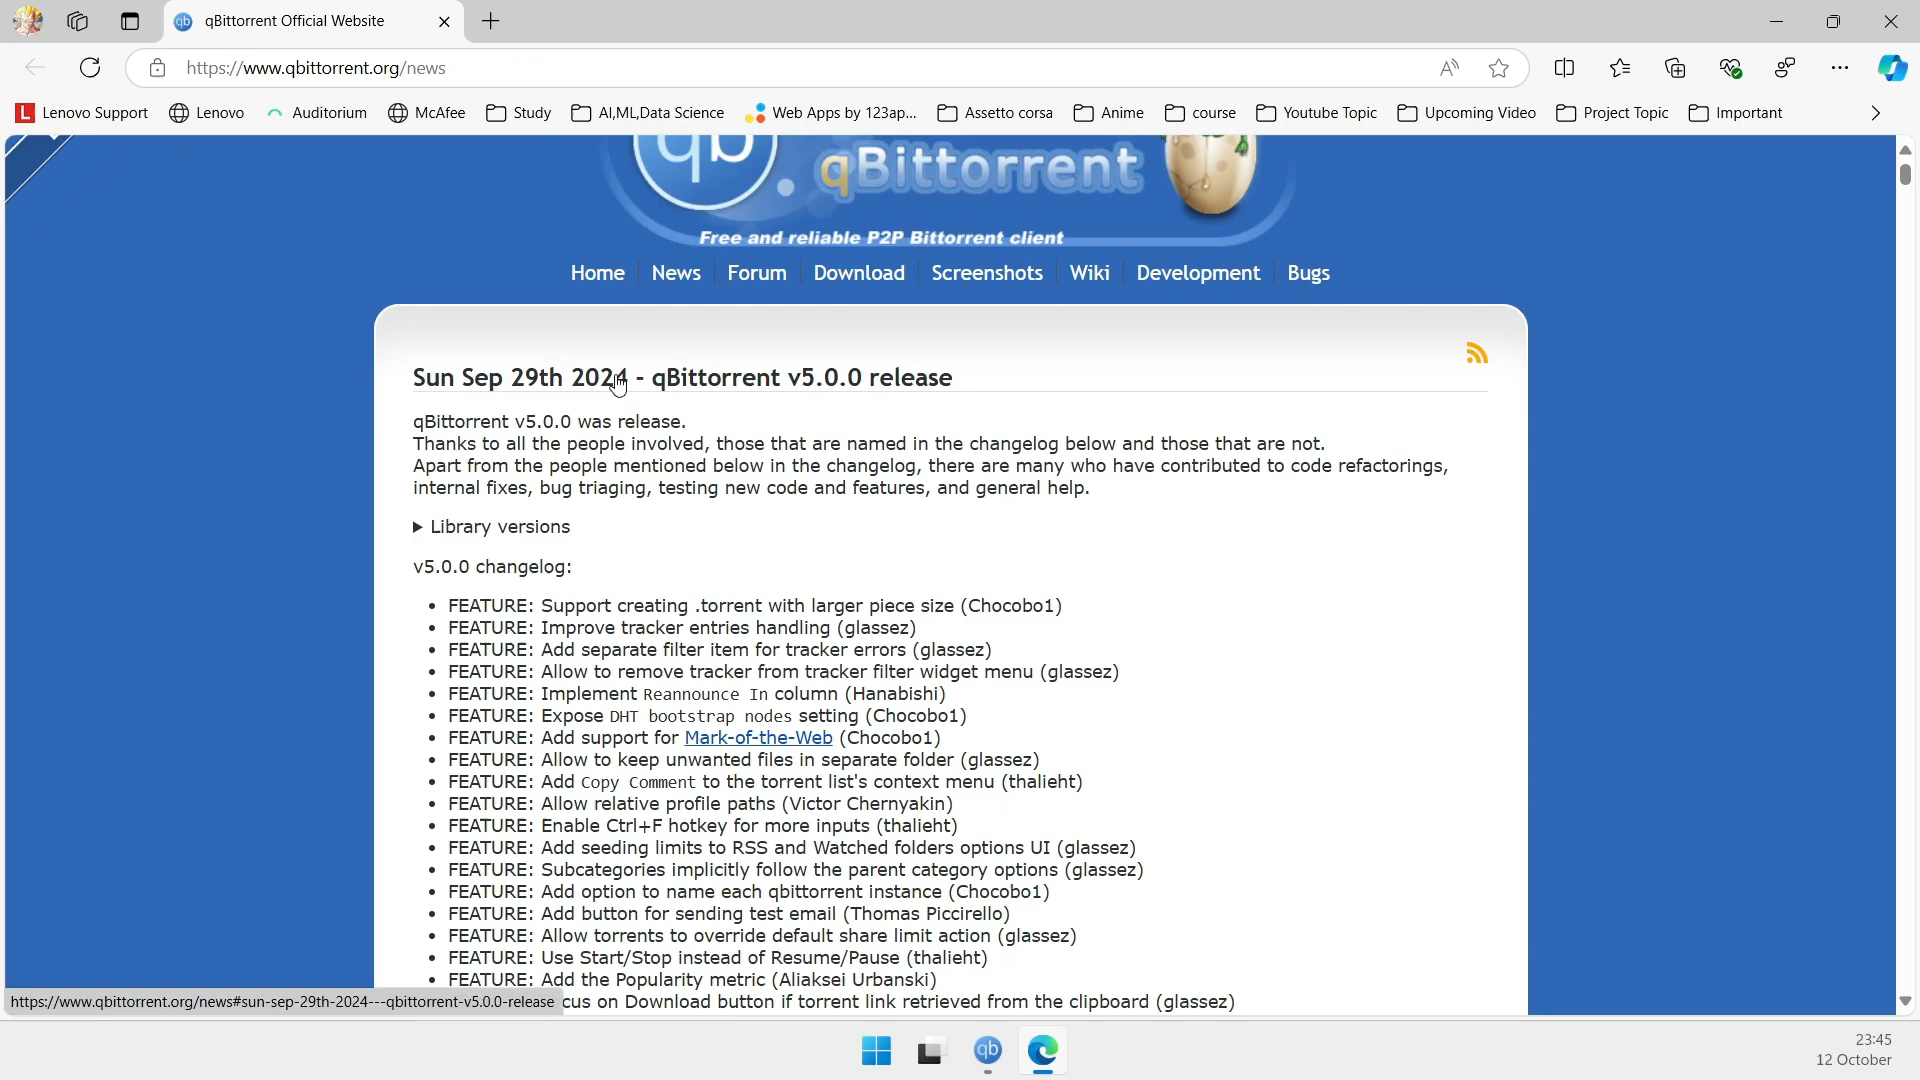 qb qBittorrent Official Website
https://www.qbittorrent.org/news
L Lenovo Support Lenovo Auditorium McAfee Study AI,ML,Data Science Web Apps by 123ap... Assetto corsa Anime course Youtube Topic Upcoming Video Project Topic Important
qb qBittorrent
Free and reliable P2P Bittorrent client
Home News Forum Download Screenshots Wiki Development Bugs
Sun Sep 29th 2024 - qBittorrent v5.0.0 release
qBittorrent v5.0.0 was release.
Thanks to all the people involved, those that are named in the changelog below and those that are not.
Apart from the people mentioned below in the changelog, there are many who have contributed to code refactorings,
internal fixes, bug triaging, testing new code and features, and general help.
▶ Library versions
v5.0.0 changelog:
• FEATURE: Support creating .torrent with larger piece size (Chocobo1)
• FEATURE: Improve tracker entries handling (glassez)
• FEATURE: Add separate filter item for tracker errors (glassez)
• FEATURE: Allow to remove tracker from tracker filter widget menu (glassez)
• FEATURE: Implement Reannounce In column (Hanabishi)
• FEATURE: Expose DHT bootstrap nodes setting (Chocobo1)
• FEATURE: Add support for Mark-of-the-Web (Chocobo1)
• FEATURE: Allow to keep unwanted files in separate folder (glassez)
• FEATURE: Add Copy Comment to the torrent list's context menu (thalieht)
• FEATURE: Allow relative profile paths (Victor Chernyakin)
• FEATURE: Enable Ctrl+F hotkey for more inputs (thalieht)
• FEATURE: Add seeding limits to RSS and Watched folders options UI (glassez)
• FEATURE: Subcategories implicitly follow the parent category options (glassez)
• FEATURE: Add option to name each qbittorrent instance (Chocobo1)
• FEATURE: Add button for sending test email (Thomas Piccirello)
• FEATURE: Allow torrents to override default share limit action (glassez)
• FEATURE: Use Start/Stop instead of Resume/Pause (thalieht)
• FEATURE: Add the Popularity metric (Aliaksei Urbanski)
cus on Download button if torrent link retrieved from the clipboard (glassez)
https://www.qbittorrent.org/news#sun-sep-29th-2024---qbittorrent-v5.0.0-release
qb
23:45
12 October